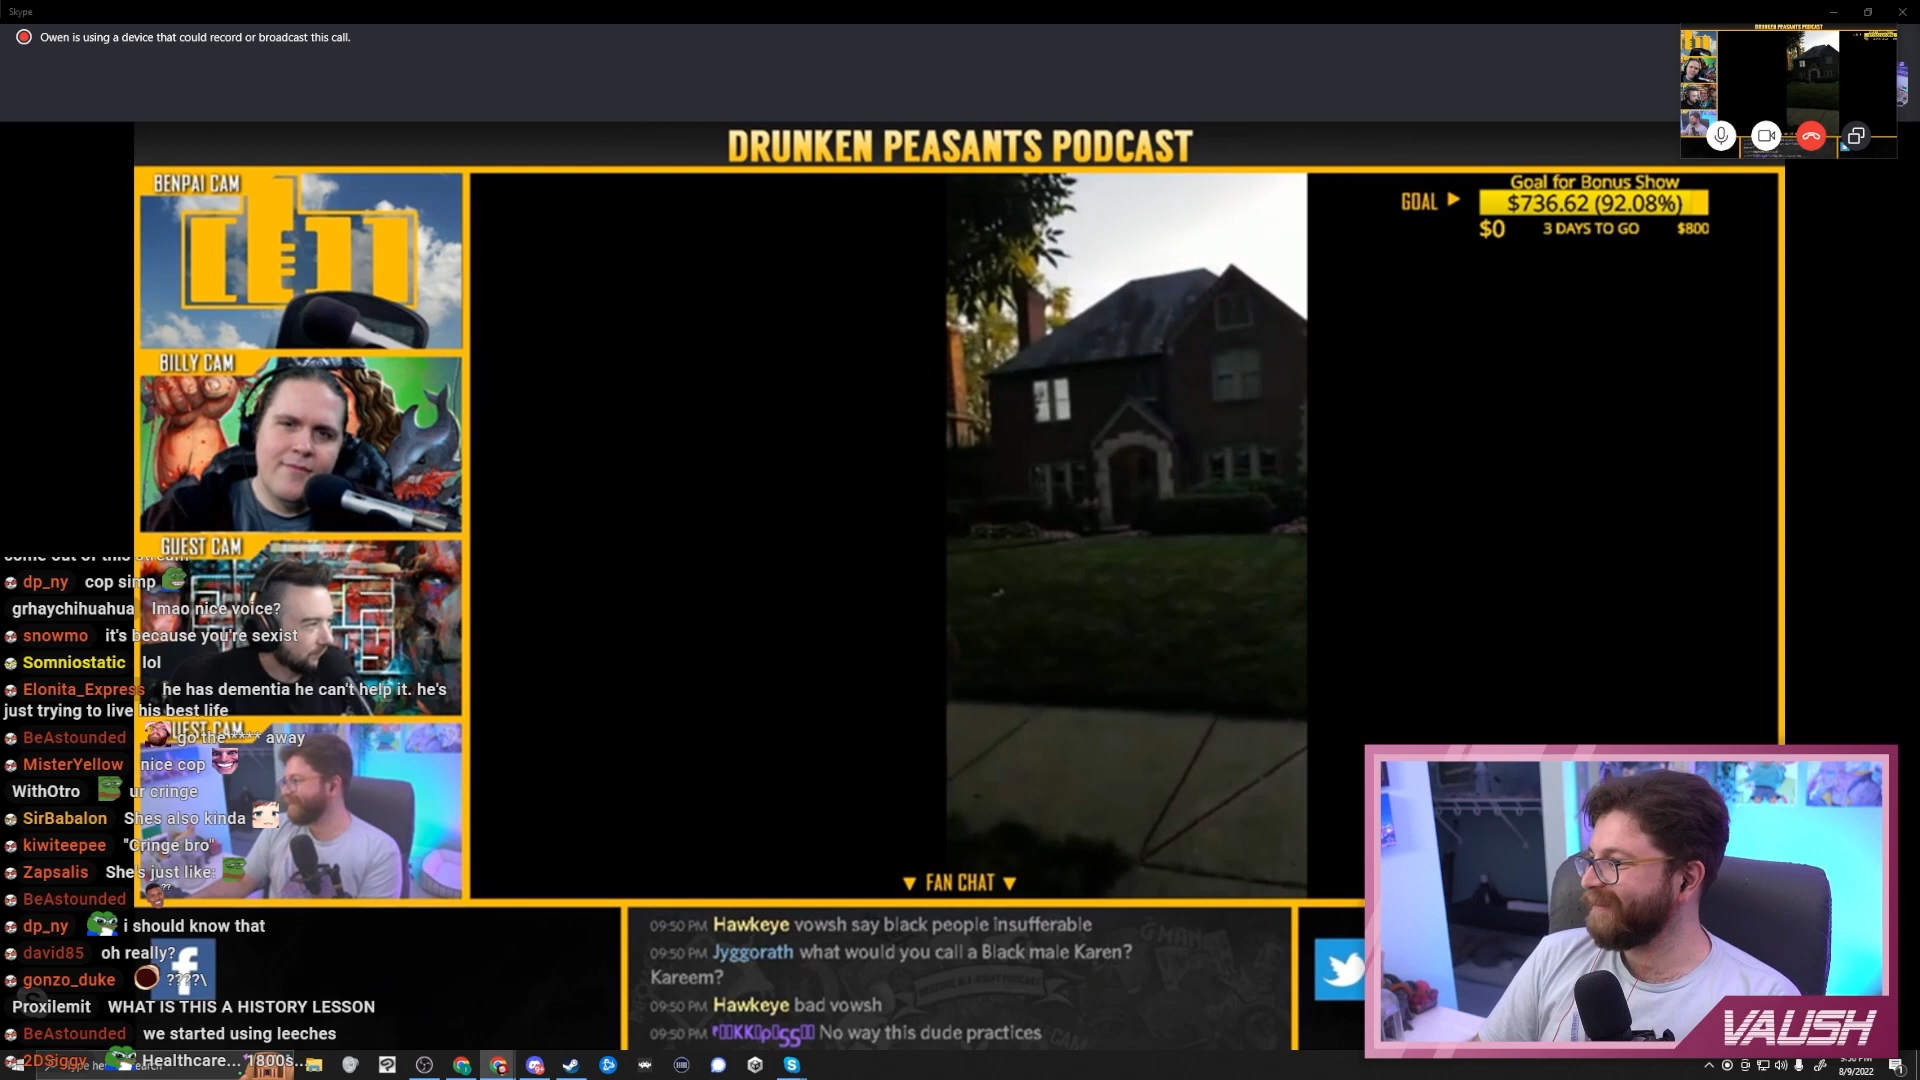 Skype
Owen is using a device that could record or broadcast this call.
DRUNKEN PEASANTS PODCAST
BENPAI CAM
GOAL
Goal for Bonus Show
$736.62 (92.08%)
$0 3 DAYS TO GO $800
BILLY CAM
GUEST CAM
come out of this stream
dp_ny cop simp
grhaychihuahua lmao nice voice?
snowmo it's because you're sexist
Somniostatic lol
Elonita_Express he has dementia he can't help it. he's
just trying to live his best life
GUEST CAM
BeAstounded go the **** away
MisterYellow nice cop
WithOtro ur cringe
SirBabalon Shes also kinda
kiwiteepee "Cringe bro"
Zapsalis She's just like:
BeAstounded ??
dp_ny i should know that
david85 oh really?
gonzo_duke ????\
Proxilemit WHAT IS THIS A HISTORY LESSON
BeAstounded we started using leeches
2DSjggy Healthcare... 1800s...
FAN CHAT
09:50 PM Hawkeye vowsh say black people insufferable
09:50 PM Jyggorath what would you call a Black male Karen?
Kareem?
09:50 PM Hawkeye bad vowsh
09:50 PM No way this dude practices
VAUSH
8/9/2022